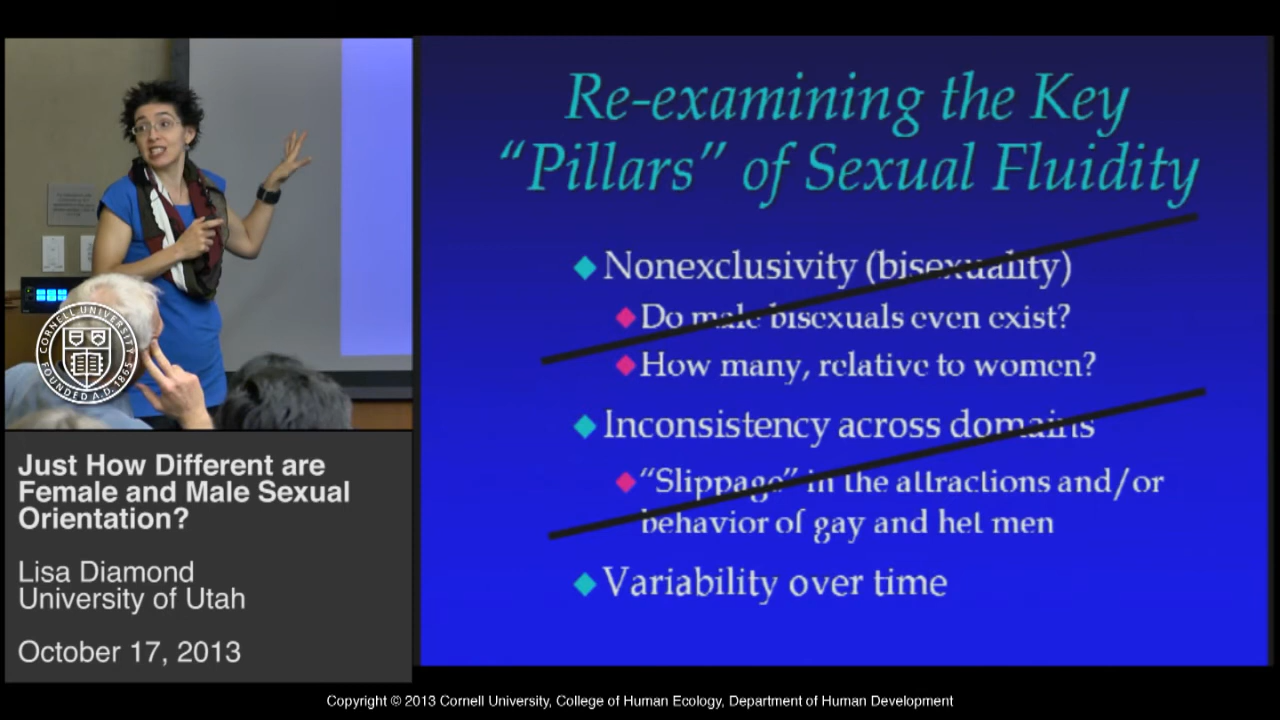 Re-examining the Key
“Pillars” of Sexual Fluidity
Nonexclusivity (bisexuality)
Do male bisexuals even exist?
How many, relative to women?
Inconsistency across domains
“Slippage” in the attractions and/or
behavior of gay and het men
Variability over time
CORNELL UNIVERSITY
FOUNDED A.D. 1865
Just How Different are
Female and Male Sexual
Orientation?
Lisa Diamond
University of Utah
October 17, 2013
Copyright © 2013 Cornell University, College of Human Ecology, Department of Human Development